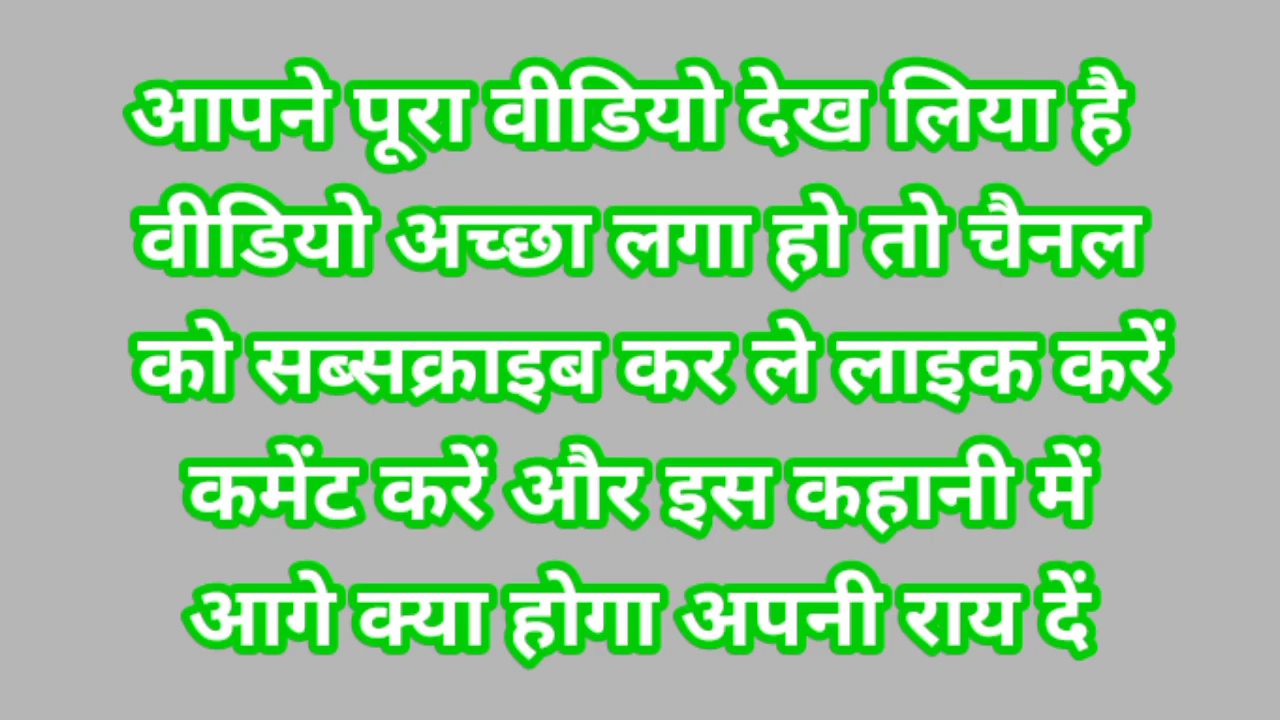 आपने पूरा वीडियो देख लिया है
वीडियो अच्छा लगा हो तो चैनल
को सब्सक्राइब कर ले लाइक करें
कमेंट करें और इस कहानी में
आगे क्या होगा अपनी राय दें